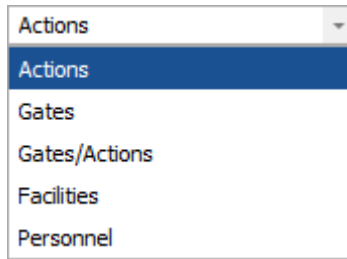 Actions
Actions
Gates
Gates/Actions
Facilities
Personnel